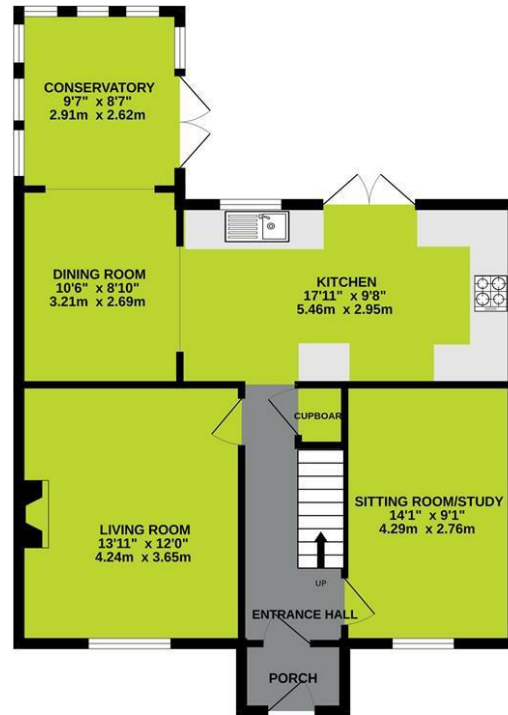 CONSERVATORY
9'7" x 8'7"
2.91m x 2.62m
DINING ROOM
10'6" x 8'10"
3.21m x 2.69m
KITCHEN
17'11" x 9'8"
5.46m x 2.95m
CUPBOAR
LIVING ROOM
13'11" x 12'0"
4.24m x 3.65m
SITTING ROOM/STUDY
14'1" x 9'1"
4.29m x 2.76m
UP
ENTRANCE HALL
PORCH